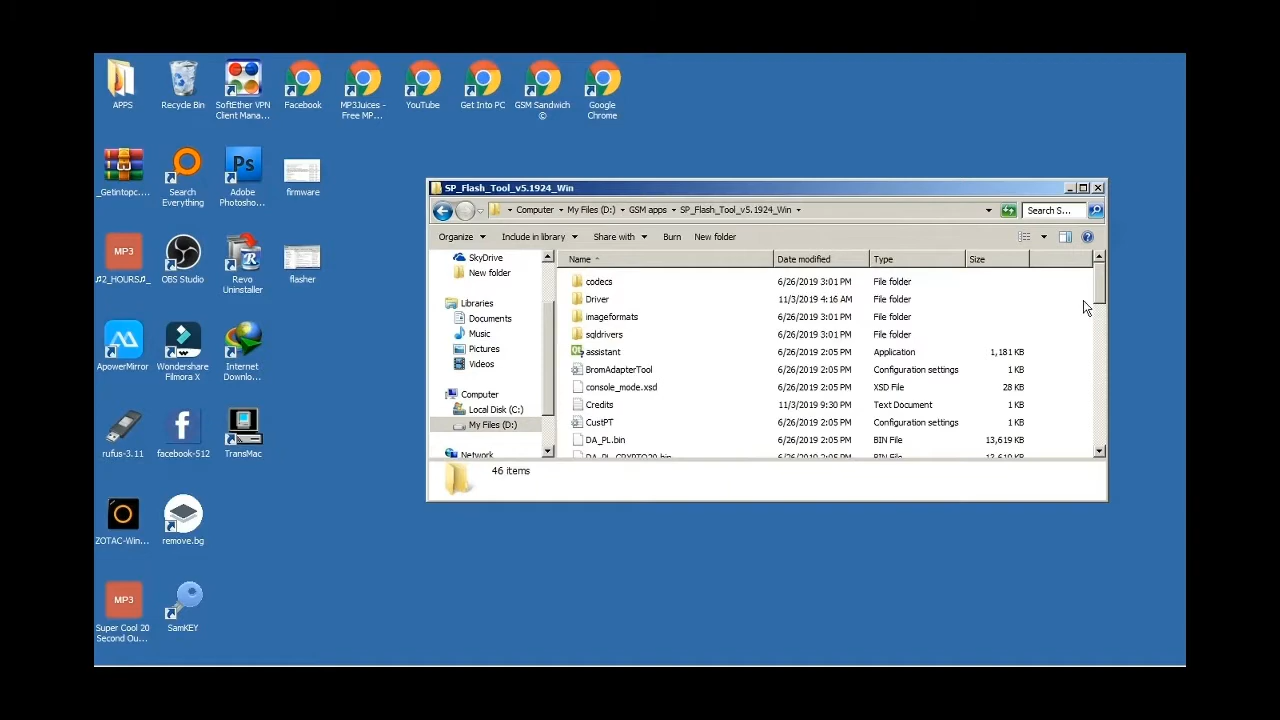 APPS
Recycle Bin
SoftEther VPN
Client Mana...
Facebook
MP3Juices -
Free MP...
YouTube
Get Into PC
GSM Sandwich
©
Google
Chrome
_Getintopc....
Search
Everything
Ps
Adobe
Photosho...
firmware
MP3
♫2_HOURS♫_
OBS Studio
Revo
Uninstaller
flasher
ApowerMirror
Wondershare
Filmora X
Internet
Downlo...
rufus-3.11
facebook-512
TransMac
ZOTAC-Win...
remove.bg
MP3
Super Cool 20
Second Ou...
SamKEY
SP_Flash_Tool_v5.1924_Win
Computer
My Files (D:)
GSM apps
SP_Flash_Tool_v5.1924_Win
Search S...
Organize
Include in library
Share with
Burn
New folder
SkyDrive
New folder
Libraries
Documents
Music
Pictures
Videos
Computer
Local Disk (C:)
My Files (D:)
Network
Name Date modified Type Size
codecs 6/26/2019 3:01 PM File folder
Driver 11/3/2019 4:16 AM File folder
imageformats 6/26/2019 3:01 PM File folder
sqldrivers 6/26/2019 3:01 PM File folder
assistant 6/26/2019 2:05 PM Application 1,181 KB
BromAdapterTool 6/26/2019 2:05 PM Configuration settings 1 KB
console_mode.xsd 6/26/2019 2:05 PM XSD File 28 KB
Credits 11/3/2019 9:30 PM Text Document 1 KB
CustPT 6/26/2019 2:05 PM Configuration settings 1 KB
DA_PL.bin 6/26/2019 2:05 PM BIN File 13,619 KB
DA_PL_CRYPTO20.bin 6/26/2019 2:05 PM BIN File 13,619 KB
46 items